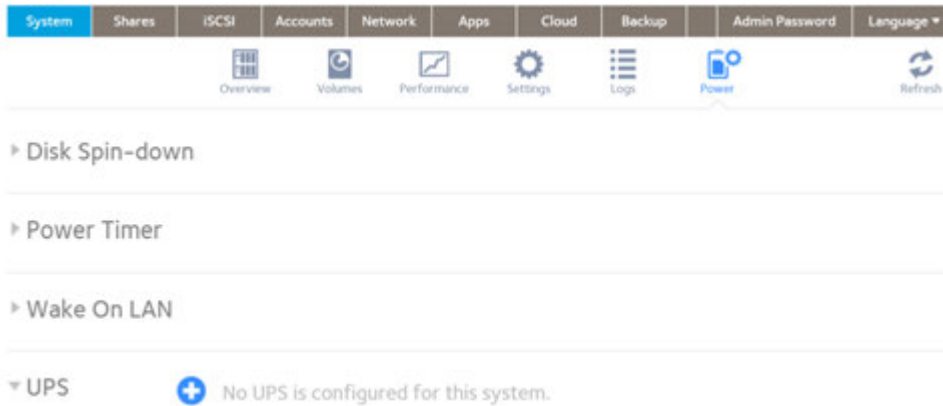 System Shares iSCSI Accounts Network Apps Cloud Backup Admin Password Language
Overview Volumes Performance Settings Logs Power Refresh
Disk Spin-down
Power Timer
Wake On LAN
UPS No UPS is configured for this system.